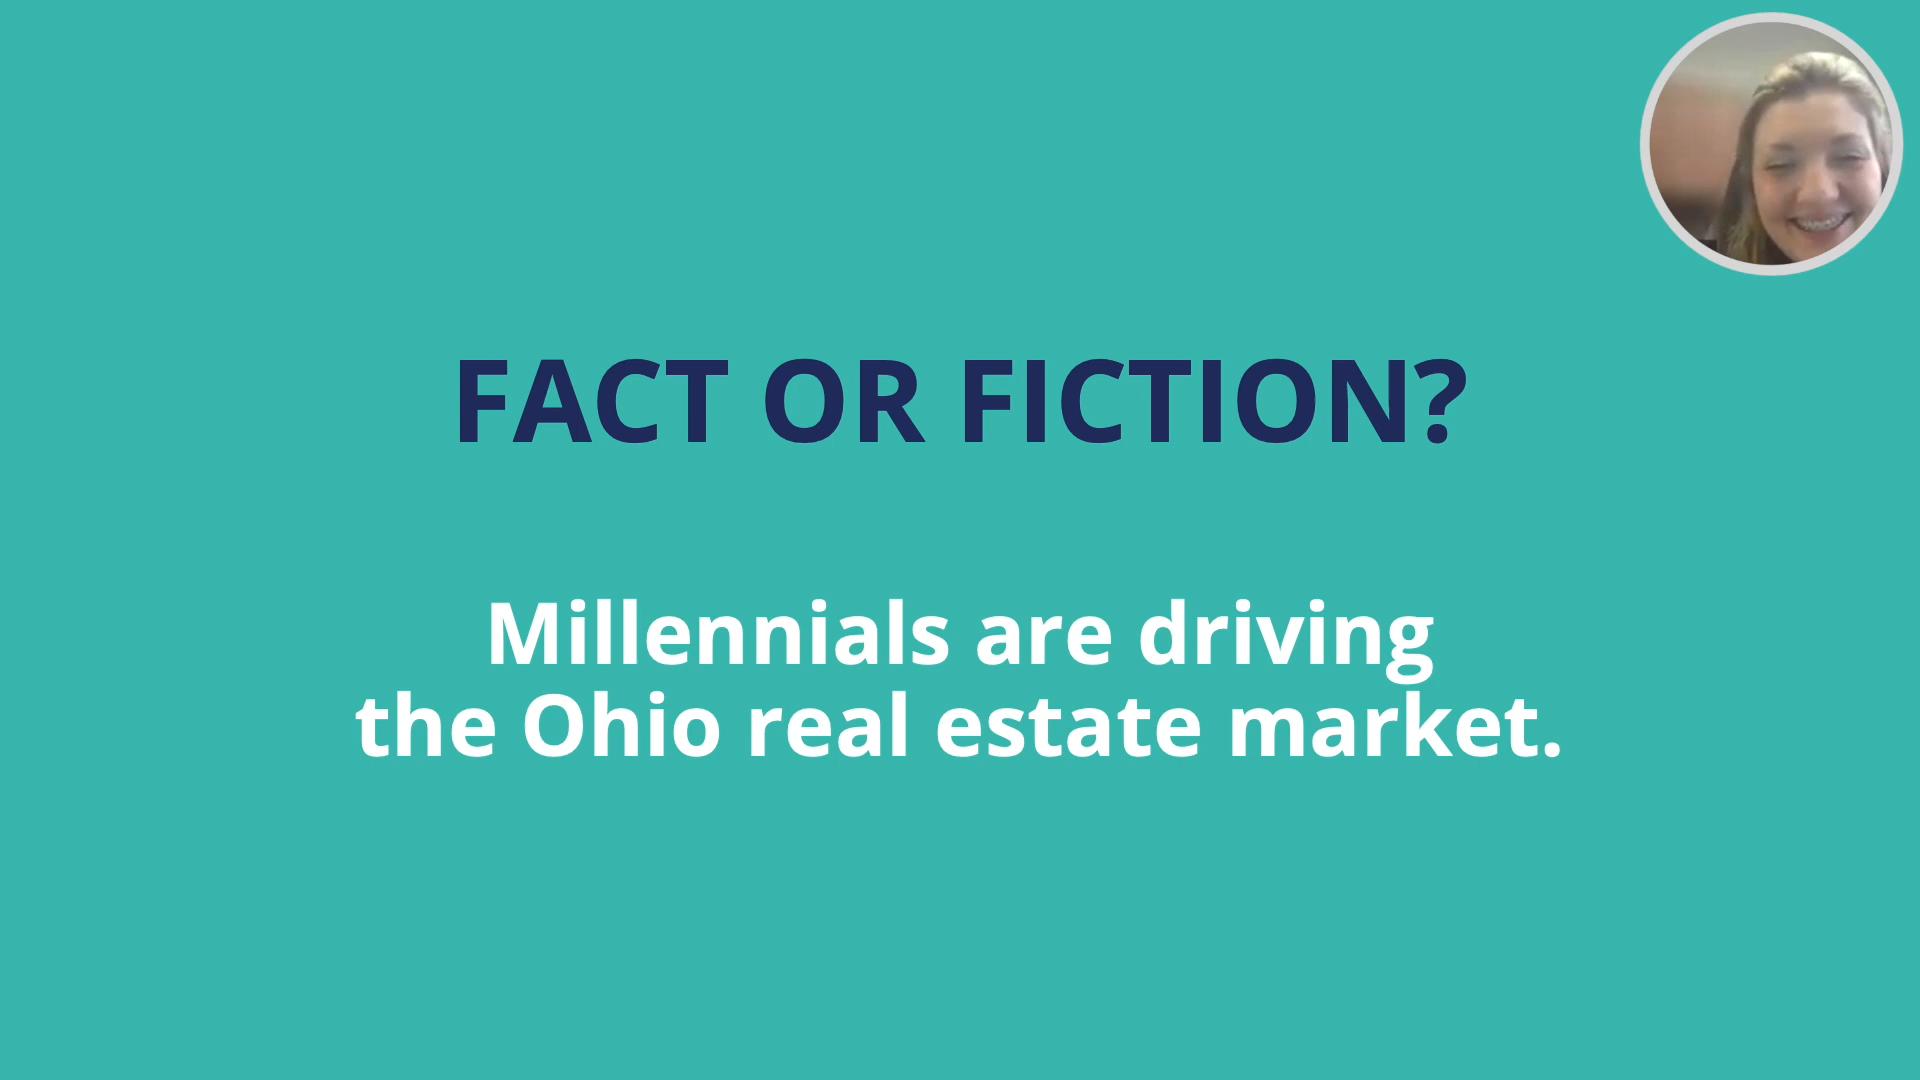 FACT OR FICTION?
Millennials are driving
the Ohio real estate market.